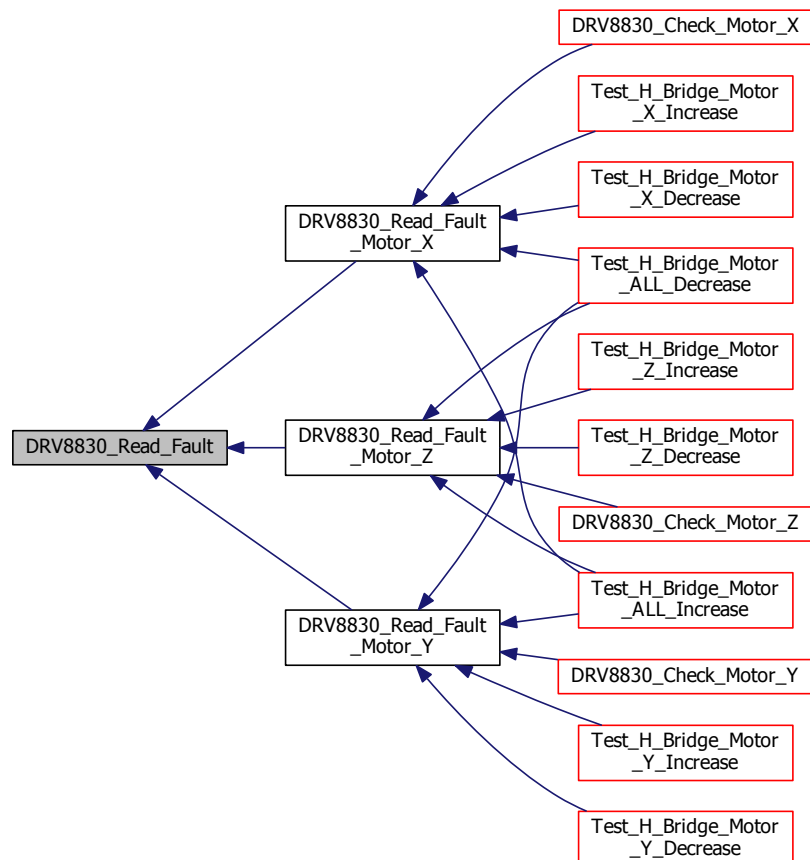 DRV8830_Check_Motor_X
Test_H_Bridge_Motor
_X_Increase
Test_H_Bridge_Motor
_X_Decrease
DRV8830_Read_Fault
_Motor_X
Test_H_Bridge_Motor
_ALL_Decrease
Test_H_Bridge_Motor
_Z_Increase
DRV8830_Read_Fault
DRV8830_Read_Fault
_Motor_Z
Test_H_Bridge_Motor
_Z_Decrease
DRV8830_Check_Motor_Z
Test_H_Bridge_Motor
_ALL_Increase
DRV8830_Read_Fault
_Motor_Y
DRV8830_Check_Motor_Y
Test_H_Bridge_Motor
_Y_Increase
Test_H_Bridge_Motor
_Y_Decrease